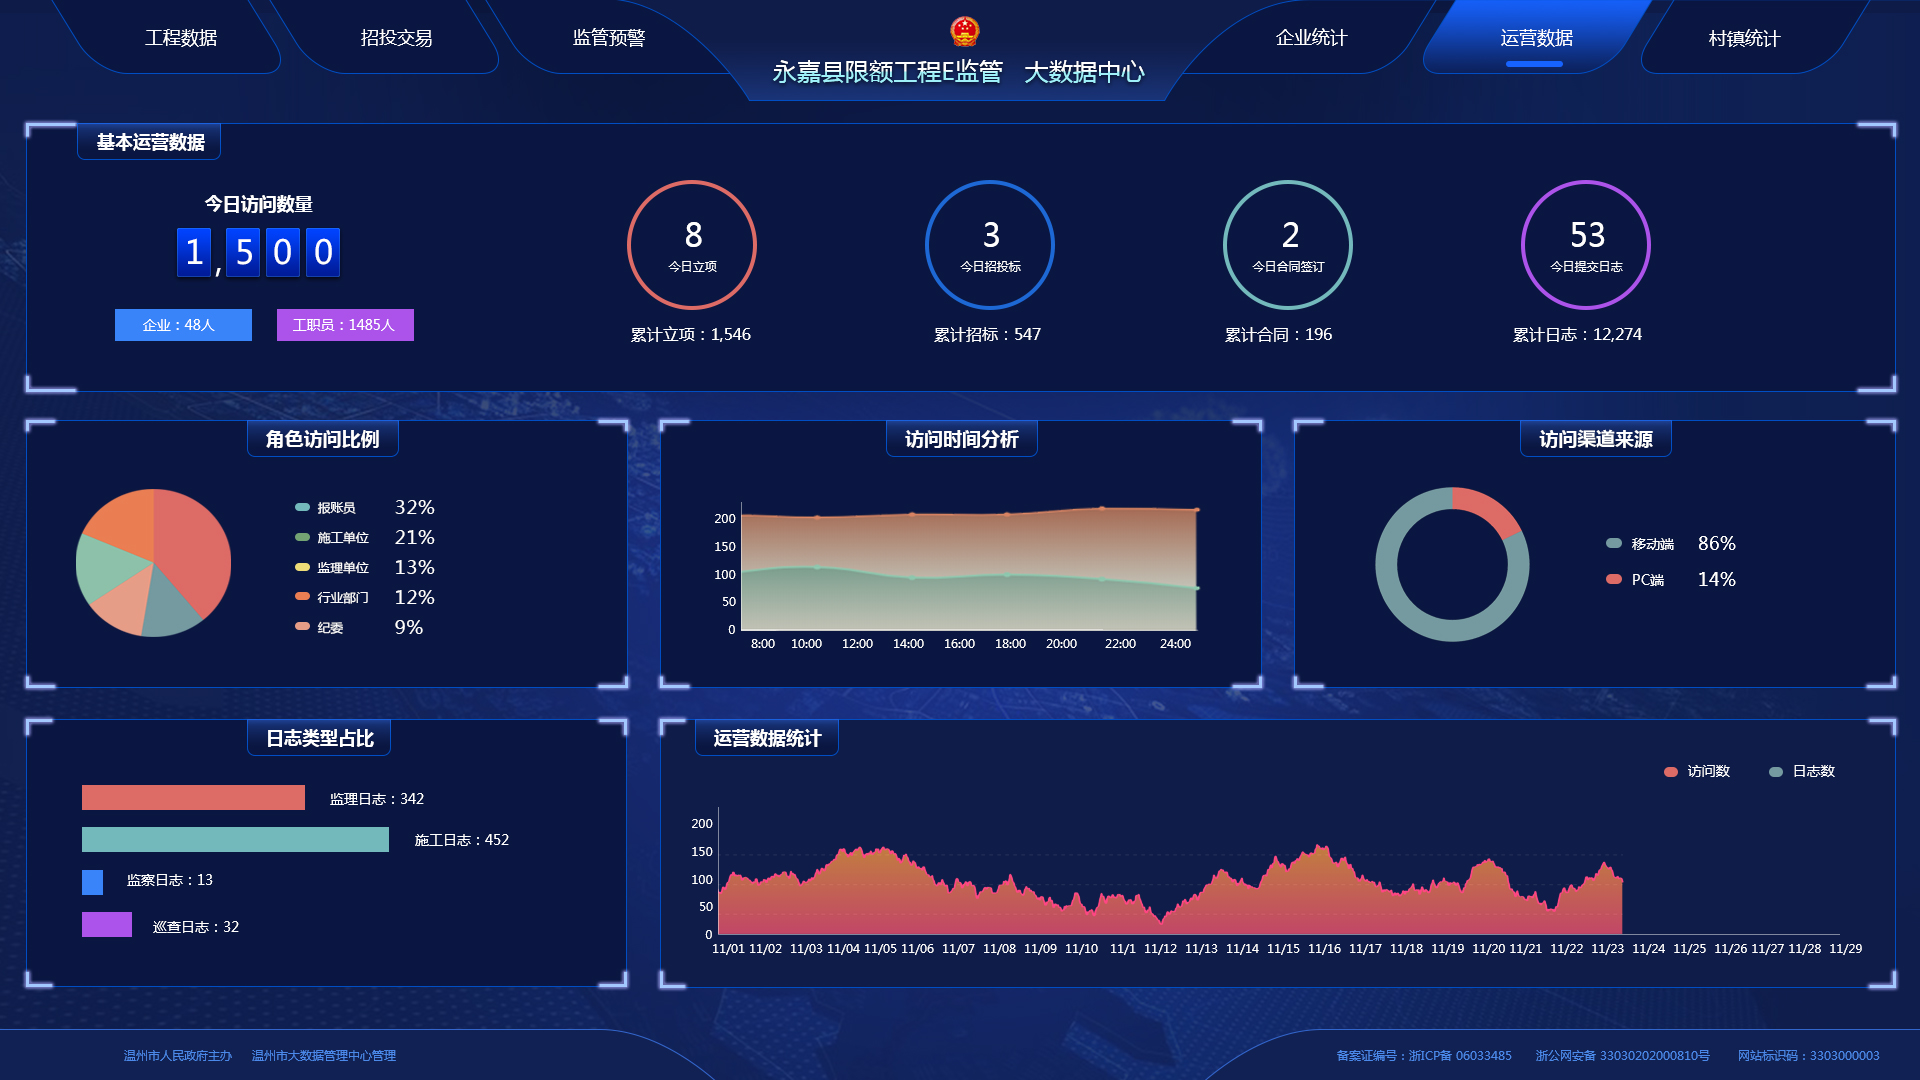 工程数据
招投交易
监管预警
永嘉县限额工程E监管 大数据中心
企业统计
运营数据
村镇统计
基本运营数据
今日访问数量
1,500
企业：48人
工职员：1485人
8
今日立项
累计立项：1,546
3
今日招投标
累计招标：547
2
今日合同签订
累计合同：196
53
今日提交日志
累计日志：12,274
角色访问比例
报账员 32%
施工单位 21%
监理单位 13%
行业部门 12%
纪委 9%
访问时间分析
200
150
100
50
0
8:00 10:00 12:00 14:00 16:00 18:00 20:00 22:00 24:00
访问渠道来源
移动端 86%
PC端 14%
日志类型占比
监理日志：342
施工日志：452
监察日志：13
巡查日志：32
运营数据统计
访问数 日志数
200
150
100
50
0
11/01 11/02 11/03 11/04 11/05 11/06 11/07 11/08 11/09 11/10 11/1 11/12 11/13 11/14 11/15 11/16 11/17 11/18 11/19 11/20 11/21 11/22 11/23 11/24 11/25 11/26 11/27 11/28 11/29
温州市人民政府主办 温州市大数据管理中心管理
备案证编号：浙ICP备 06033485 浙公网安备 33030202000810号 网站标识码：3303000003